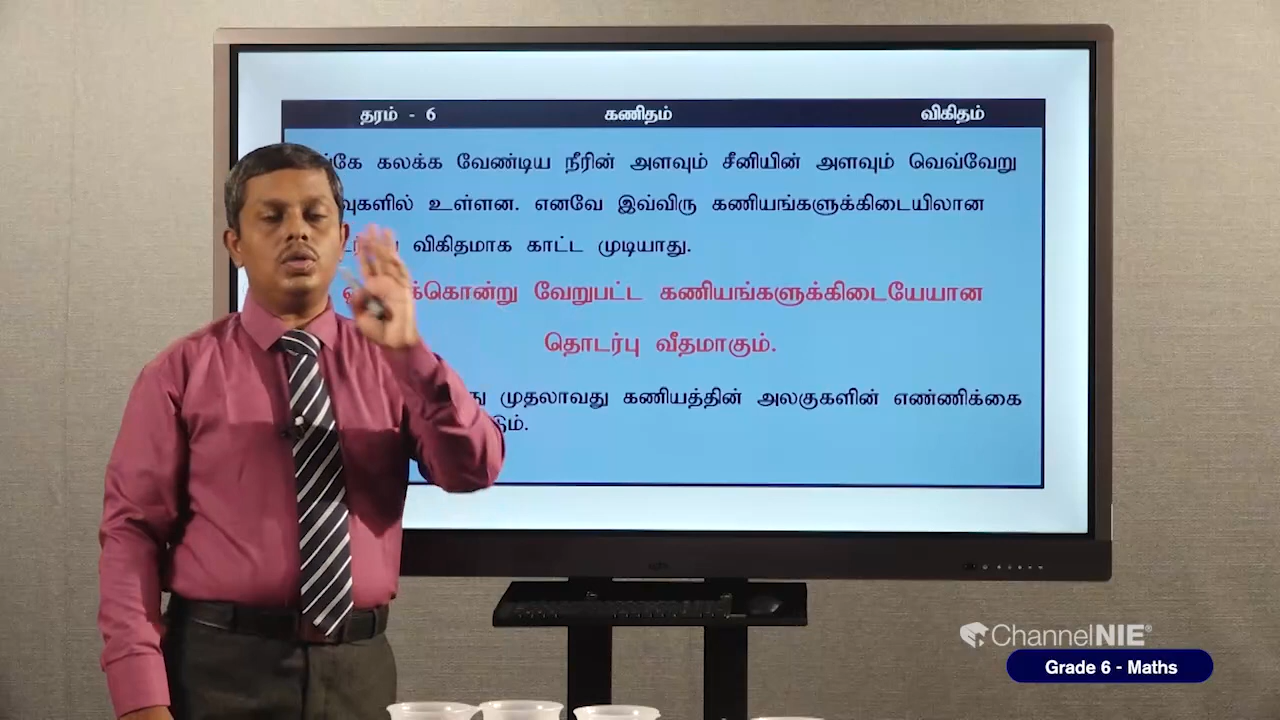 தரம் - 6 கணிதம் விகிதம்
கலக்க வேண்டிய நீரின் அளவும் சீனியின் அளவும் வெவ்வேறு
உள்ளன. எனவே இவ்விரு கணியங்களுக்கிடையிலான
விகிதமாக காட்ட முடியாது.
வேறுபட்ட கணியங்களுக்கிடையேயான
தொடர்பு வீதமாகும்.
முதலாவது கணியத்தின் அலகுகளின் எண்ணிக்கை
ChannelNIE®
Grade 6 - Maths